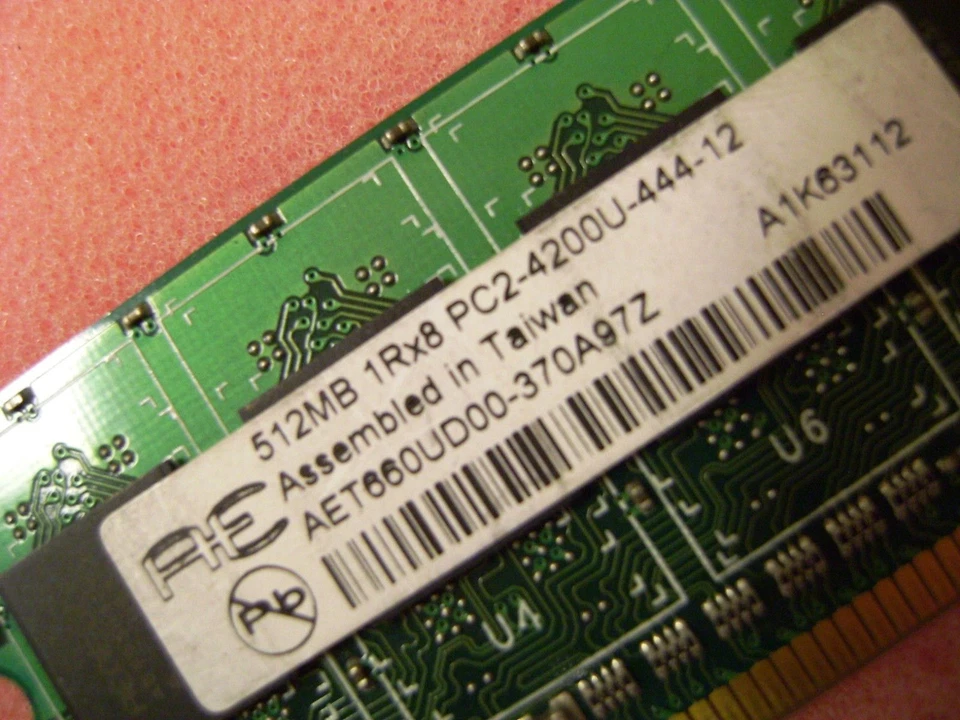 512MB 1Rx8 PC2-4200U-444-12
Assembled in Taiwan
A1K63112
AET660UD00-370A97Z
AE
Pb
U4
U6